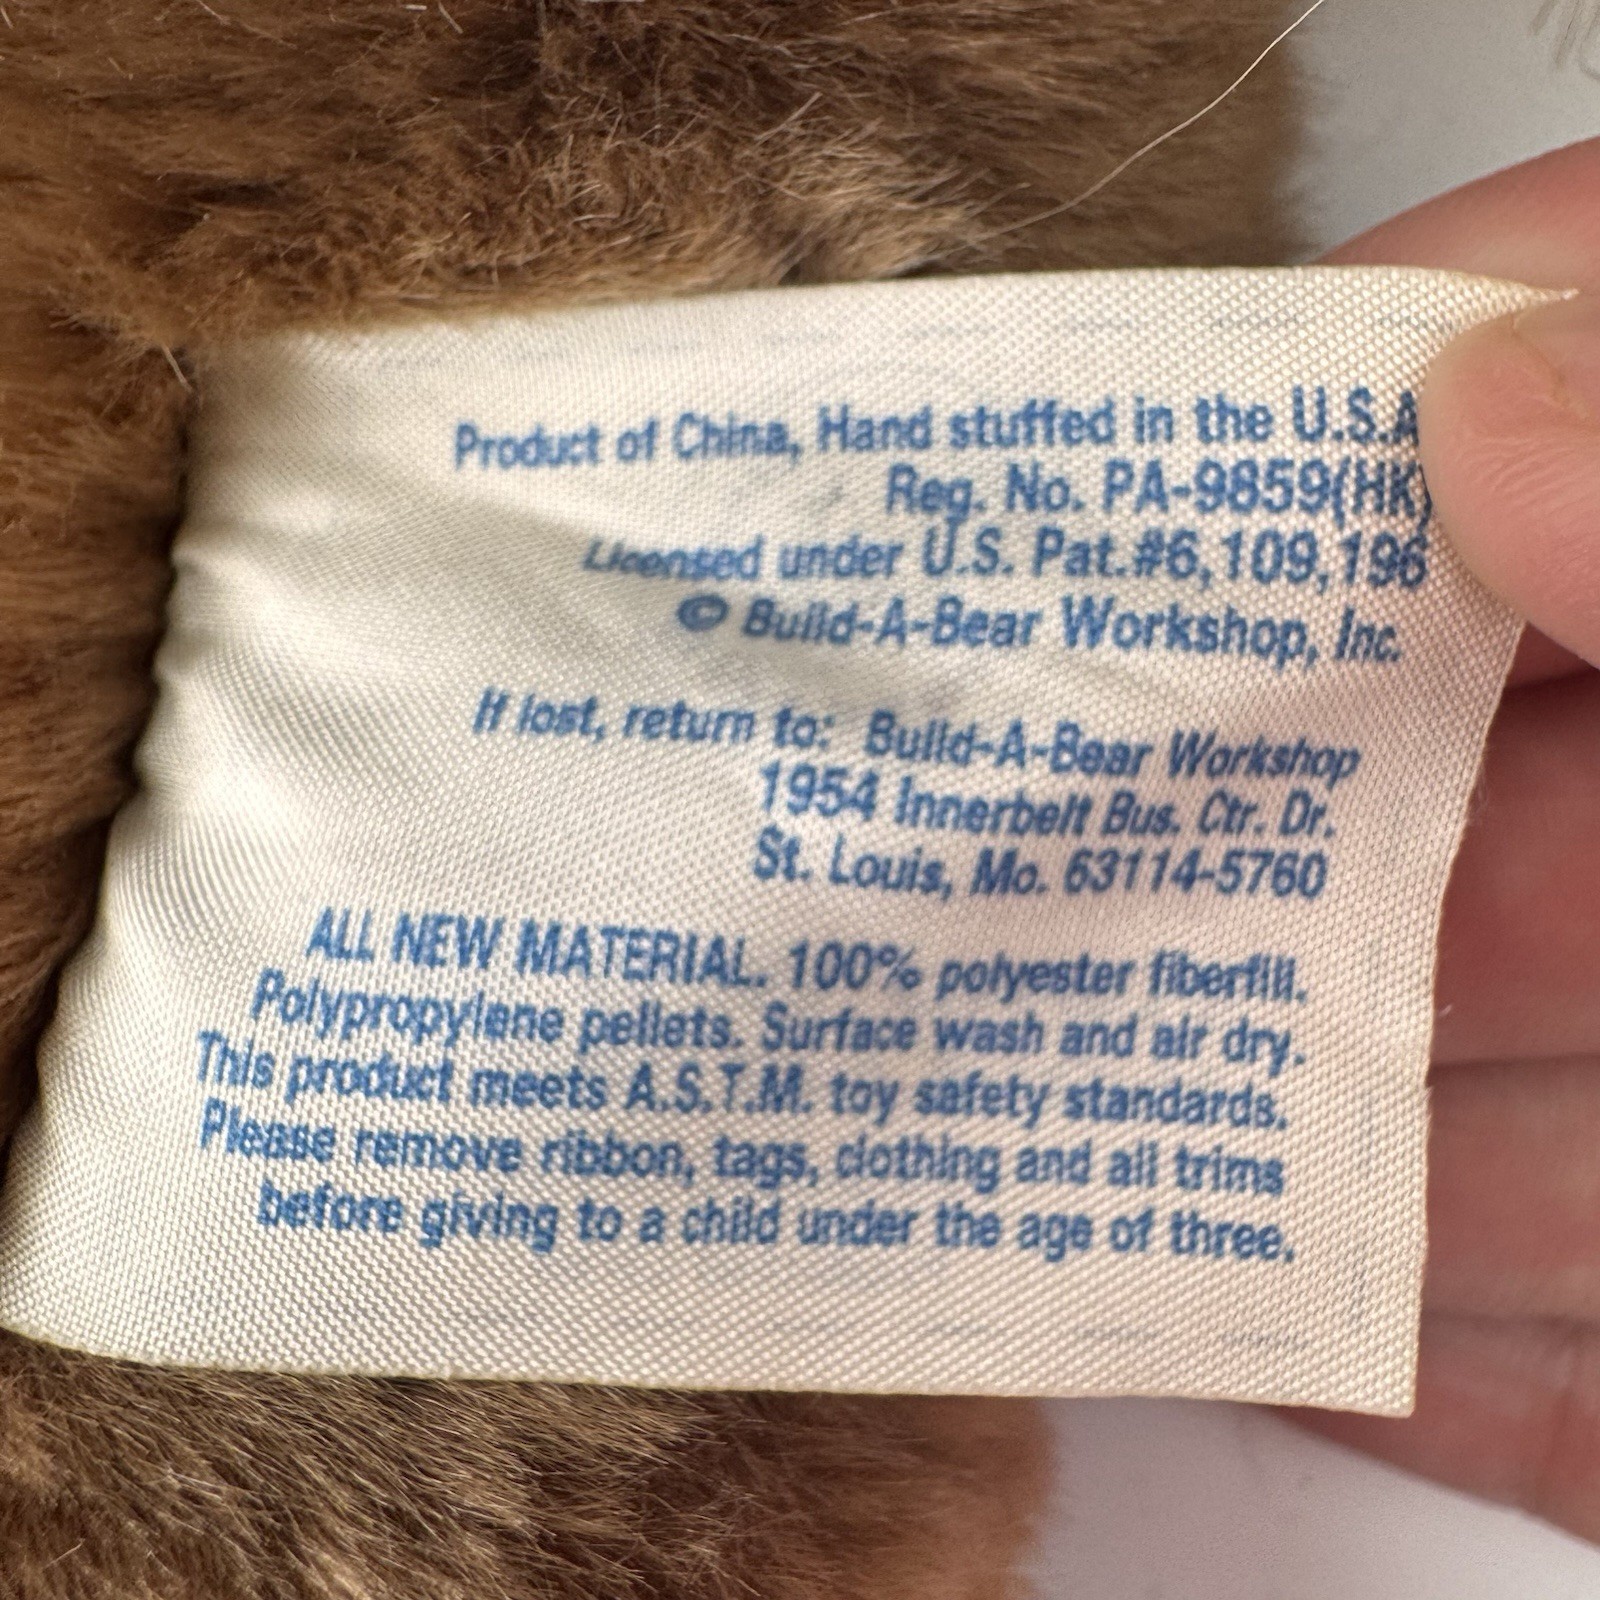 Product of China, Hand stuffed in the U.S.A
Reg. No. PA-9859(HK)
Licensed under U.S. Pat.#6,109,196
© Build-A-Bear Workshop, Inc.
If lost, return to: Build-A-Bear Workshop
1954 Innerbelt Bus. Ctr. Dr.
St. Louis, Mo. 63114-5760
ALL NEW MATERIAL. 100% polyester fiberfill.
Polypropylene pellets. Surface wash and air dry.
This product meets A.S.T.M. toy safety standards.
Please remove ribbon, tags, clothing and all trims
before giving to a child under the age of three.